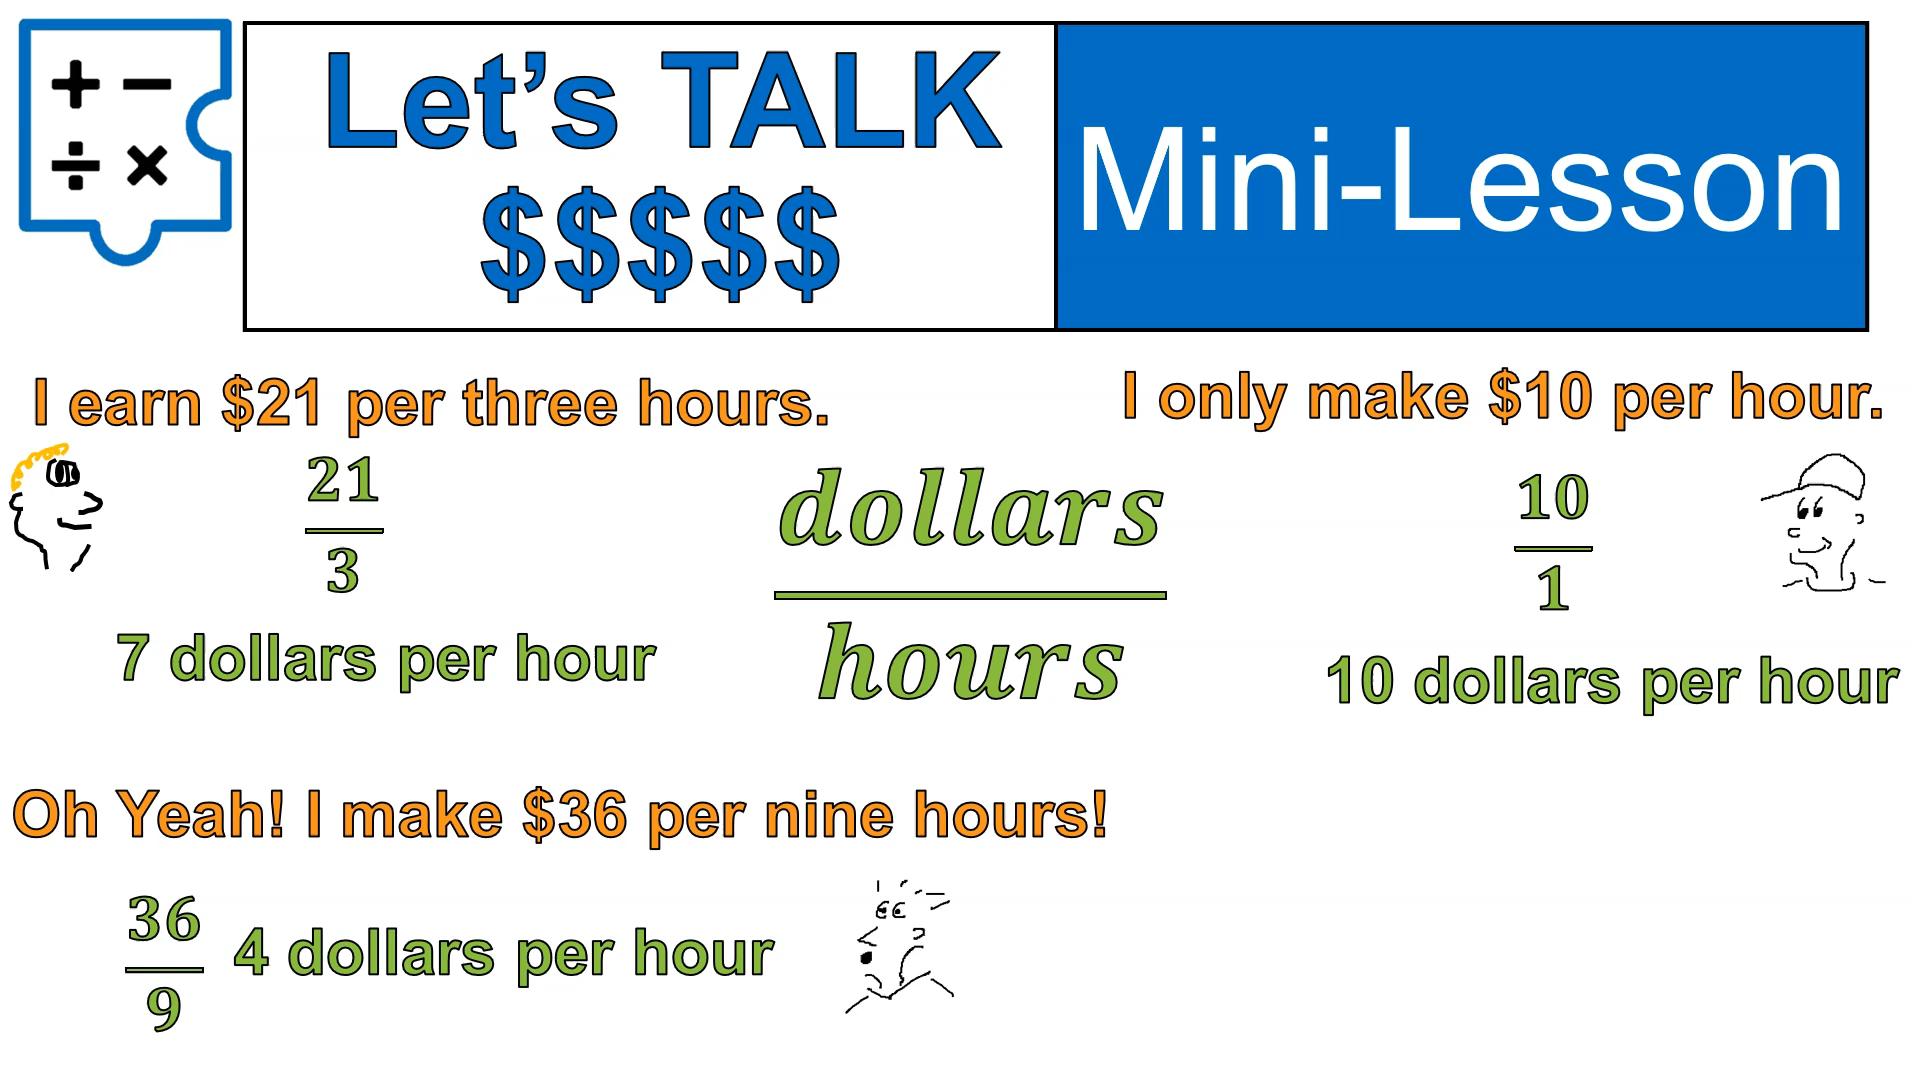 + −
÷ ×
Let’s TALK
$$$$$
Mini-Lesson
I earn $21 per three hours.
21
3
7 dollars per hour
dollars
hours
I only make $10 per hour.
10
1
10 dollars per hour
Oh Yeah! I make $36 per nine hours!
36
9
4 dollars per hour